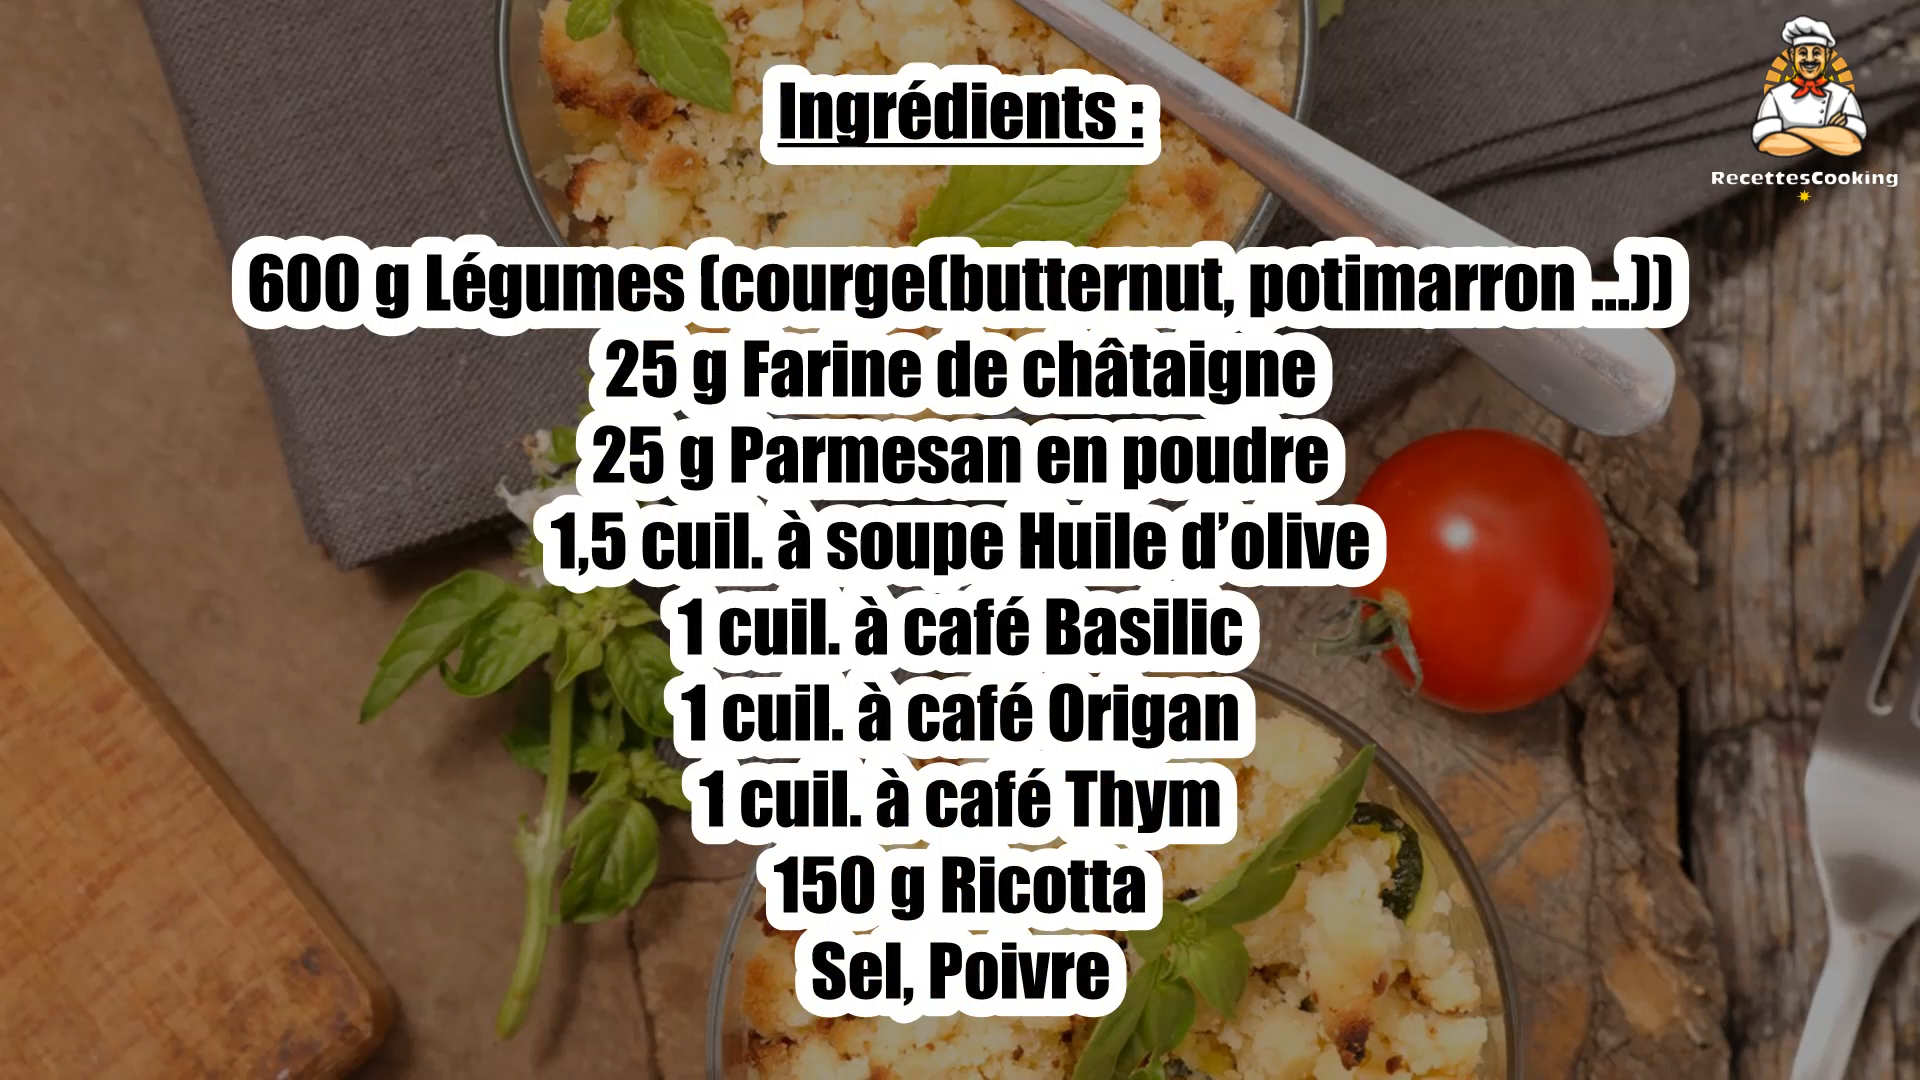 Ingrédients :
RecettesCooking
600 g Légumes (courge(butternut, potimarron ...))
25 g Farine de châtaigne
25 g Parmesan en poudre
1,5 cuil. à soupe Huile d’olive
1 cuil. à café Basilic
1 cuil. à café Origan
1 cuil. à café Thym
150 g Ricotta
Sel, Poivre